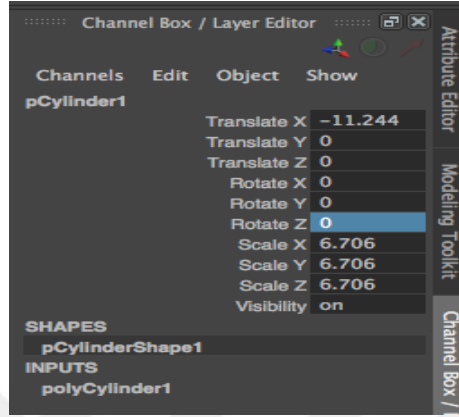 Channel Box / Layer Editor
Channels Edit Object Show
pCylinder1
Translate X -11.244
Translate Y 0
Translate Z 0
Rotate X 0
Rotate Y 0
Rotate Z 0
Scale X 6.706
Scale Y 6.706
Scale Z 6.706
Visibility on
SHAPES
pCylinderShape1
INPUTS
polyCylinder1
Attribute Editor
Modeling Toolkit
Channel Box /